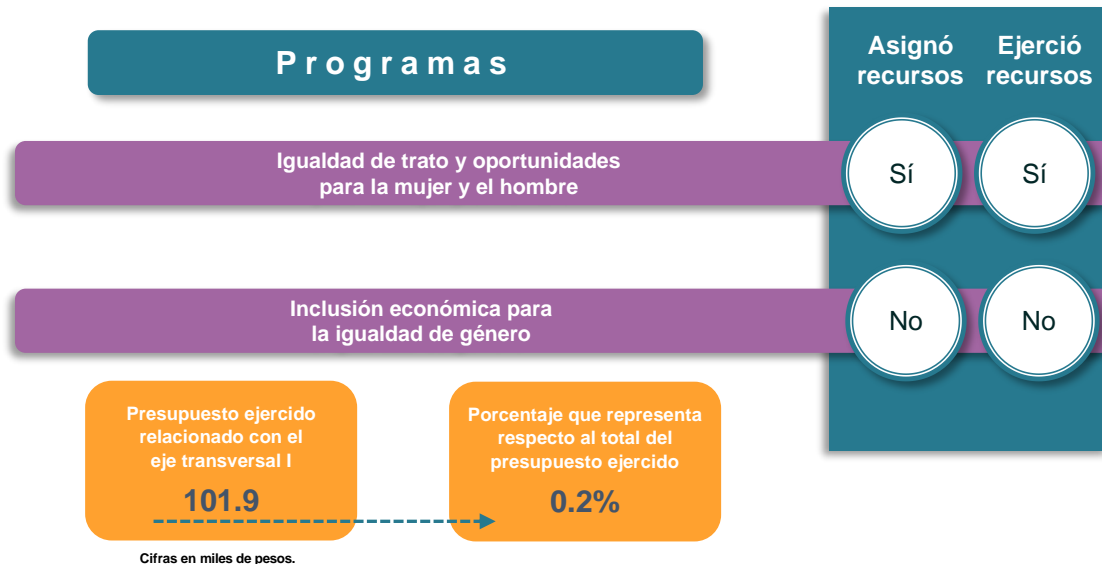 Programas
Asignó
recursos
Ejerció
recursos
Igualdad de trato y oportunidades
para la mujer y el hombre
Sí
Sí
Inclusión económica para
la igualdad de género
No
No
Presupuesto ejercido
relacionado con el
eje transversal I
101.9
Porcentaje que representa
respecto al total del
presupuesto ejercido
0.2%
Cifras en miles de pesos.